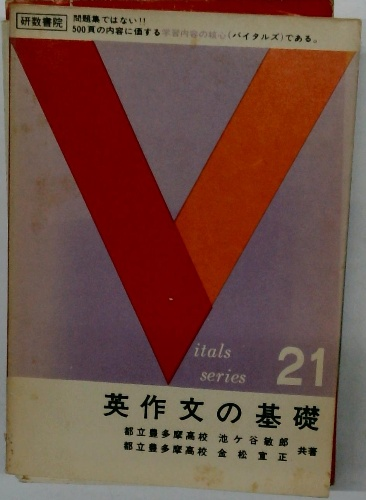 研数書院
問題集ではない!!
500頁の内容に価する学習内容の核心(バイタルズ)である。
Vitals
series
21
英作文の基礎
都立豊多摩高校 池ケ谷敏郎
都立豊多摩高校 金松宣正
共著